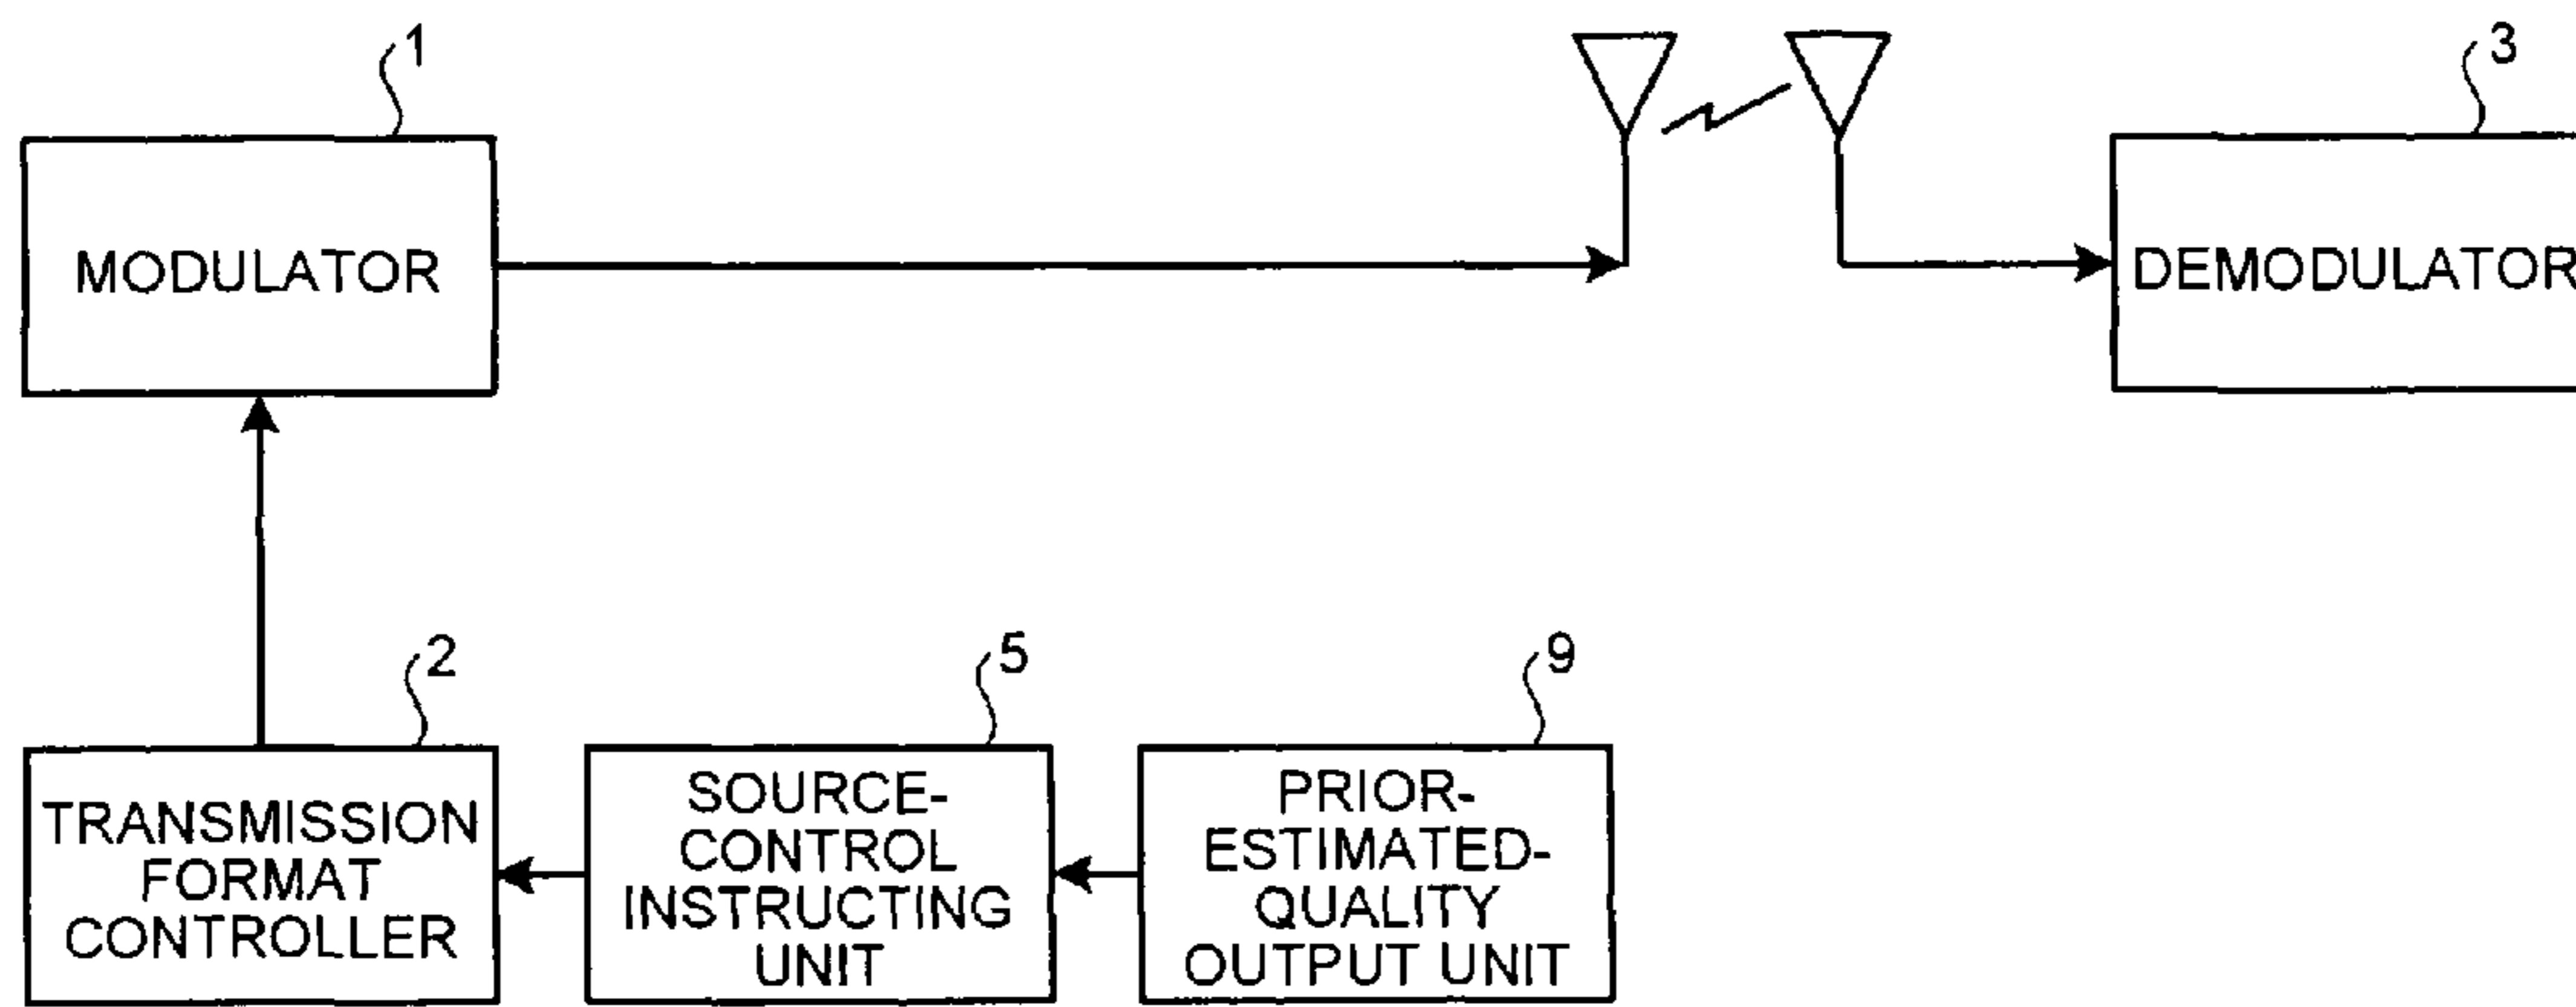 1
3
MODULATOR
DEMODULATOR
2
5
9
TRANSMISSION
FORMAT
CONTROLLER
SOURCE-
CONTROL
INSTRUCTING
UNIT
PRIOR-
ESTIMATED-
QUALITY
OUTPUT UNIT